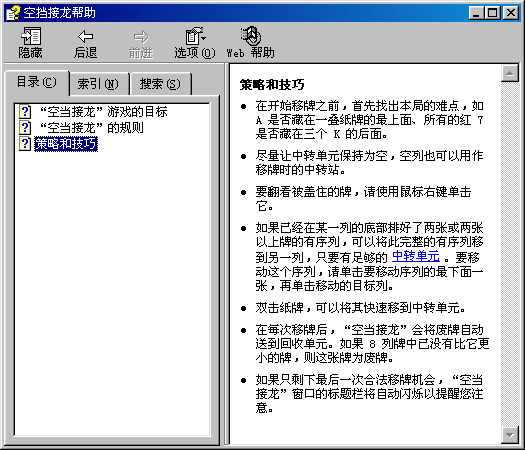 空挡接龙帮助
隐藏 后退 前进 选项(O) Web 帮助
目录(C) 索引(N) 搜索(S)
“空当接龙”游戏的目标
“空当接龙”的规则
策略和技巧
策略和技巧
在开始移牌之前，首先找出本局的难点，如
A 是否藏在一叠纸牌的最上面、所有的红 7
是否藏在三个 K 的后面。
尽量让中转单元保持为空，空列也可以用作
移牌时的中转站。
要翻看被盖住的牌，请使用鼠标右键单击
它。
如果已经在某一列的底部排好了两张或两张
以上牌的有序列，可以将此完整的有序列移
到另一列，只要有足够的 中转单元 。要移
动这个序列，请单击要移动序列的最下面一
张，再单击移动的目标列。
双击纸牌，可以将其快速移到中转单元。
在每次移牌后，“空当接龙”会将废牌自动
送到回收单元。如果 8 列牌中已没有比它更
小的牌，则这张牌为废牌。
如果只剩下最后一次合法移牌机会，“空当
接龙”窗口的标题栏将自动闪烁以提醒您注
意。